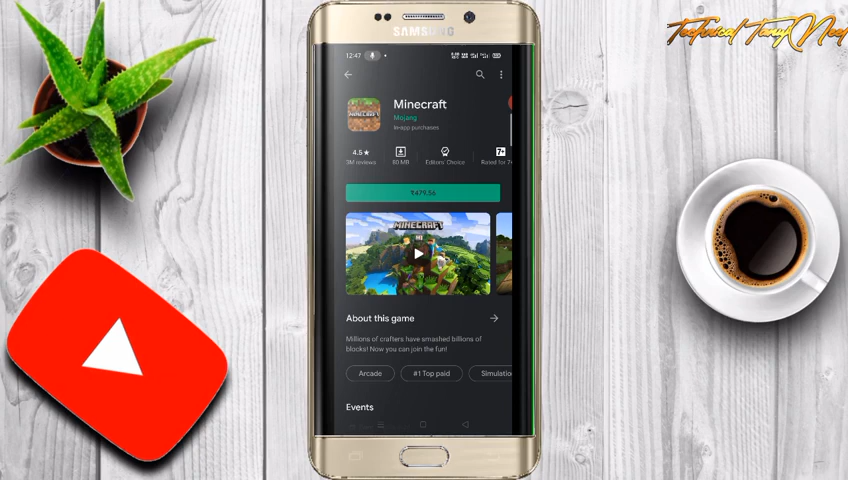 SAMSUNG
12:47
Minecraft
Mojang
In-app purchases
4.5★
3M reviews
80 MB
Editors' Choice
7+
Rated for 7+
₹479.56
MINECRAFT
About this game
Millions of crafters have smashed billions of
blocks! Now you can join the fun!
Arcade
#1 Top paid
Simulation
Events
Technical